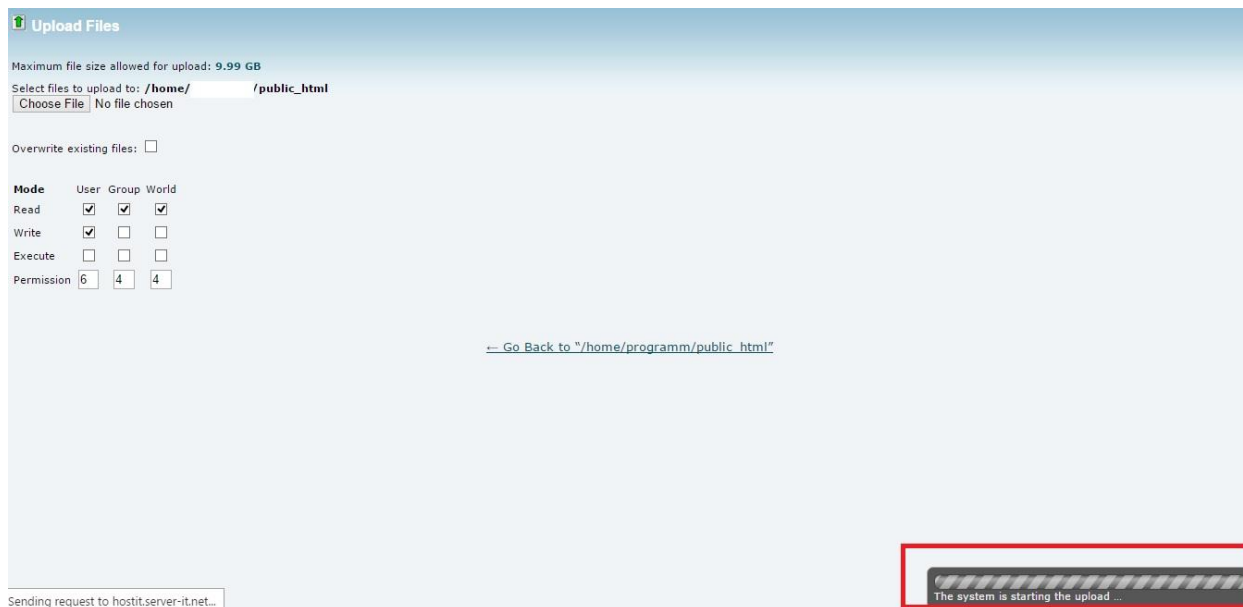 Upload Files
Maximum file size allowed for upload: 9.99 GB
Select files to upload to: /home/ /public_html
Choose File No file chosen
Overwrite existing files:
Mode User Group World
Read
Write
Execute
Permission 6 4 4
← Go Back to “/home/programm/public_html”
The system is starting the upload ...
Sending request to hostit.server-it.net...